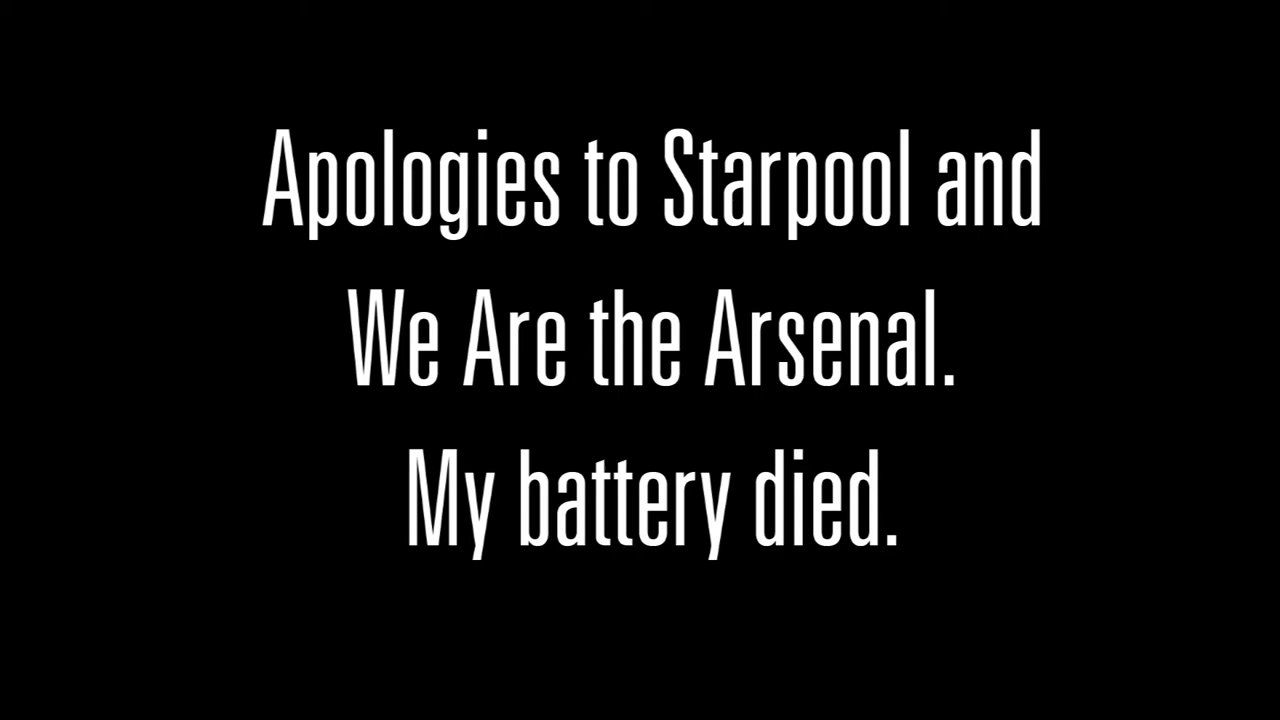 Apologies to Starpool and
We Are the Arsenal.
My battery died.